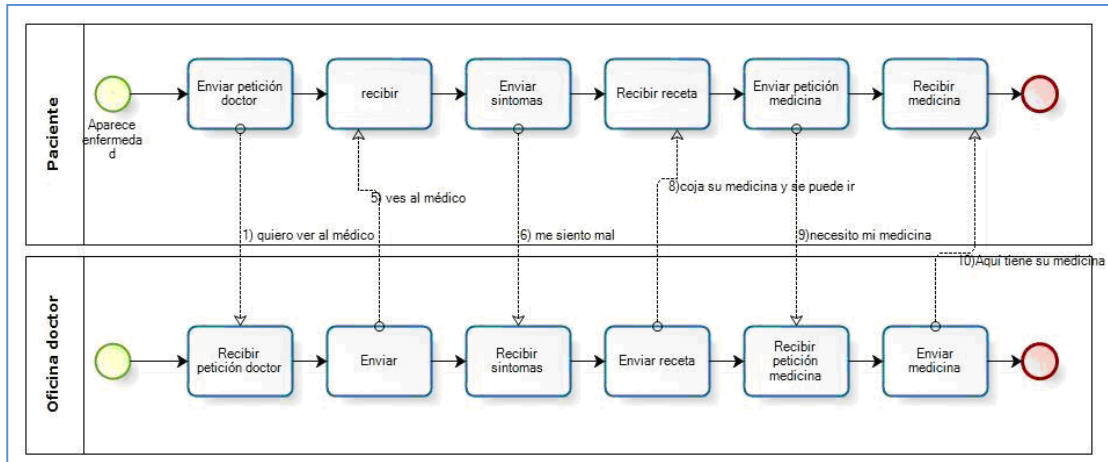 Paciente
Aparece
enfermeda
d
Enviar petición
doctor
recibir
Enviar
sintomas
Recibir receta
Enviar petición
medicina
Recibir
medicina
1) quiero ver al médico
5) ves al médico
6) me siento mal
8)coja su medicina y se puede ir
9)necesito mi medicina
10)Aquí tiene su medicina
Oficina doctor
Recibir
petición doctor
Enviar
Recibir
sintomas
Enviar receta
Recibir
petición
medicina
Enviar
medicina